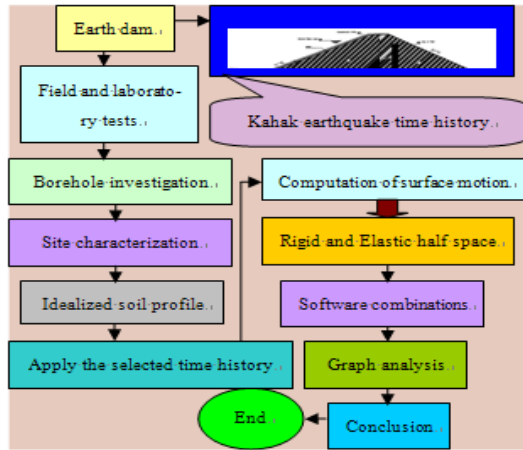 Earth dam
Field and laborato-
ry tests.
Kahak earthquake time history.
Borehole investigation.
Computation of surface motion
Site characterization.
Rigid and Elastic half space
Idealized soil profile.
Software combinations.
Apply the selected time history.
Graph analysis.
End.
Conclusion.